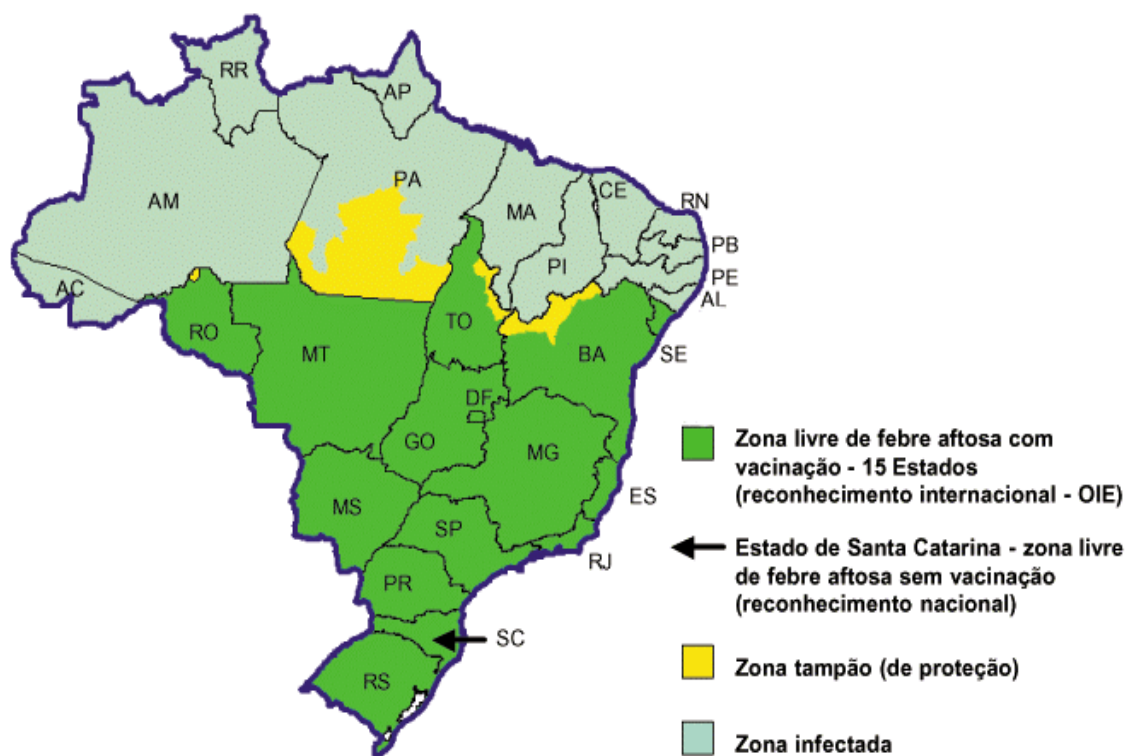 RR
AP
AM
PA
MA
CE
RN
PB
PI
PE
AC
AL
TO
RO
MT
BA
SE
DF
GO
MG
MS
ES
SP
RJ
PR
SC
RS
Zona livre de febre aftosa com
vacinação - 15 Estados
(reconhecimento internacional - OIE)
Estado de Santa Catarina - zona livre
de febre aftosa sem vacinação
(reconhecimento nacional)
Zona tampão (de proteção)
Zona infectada